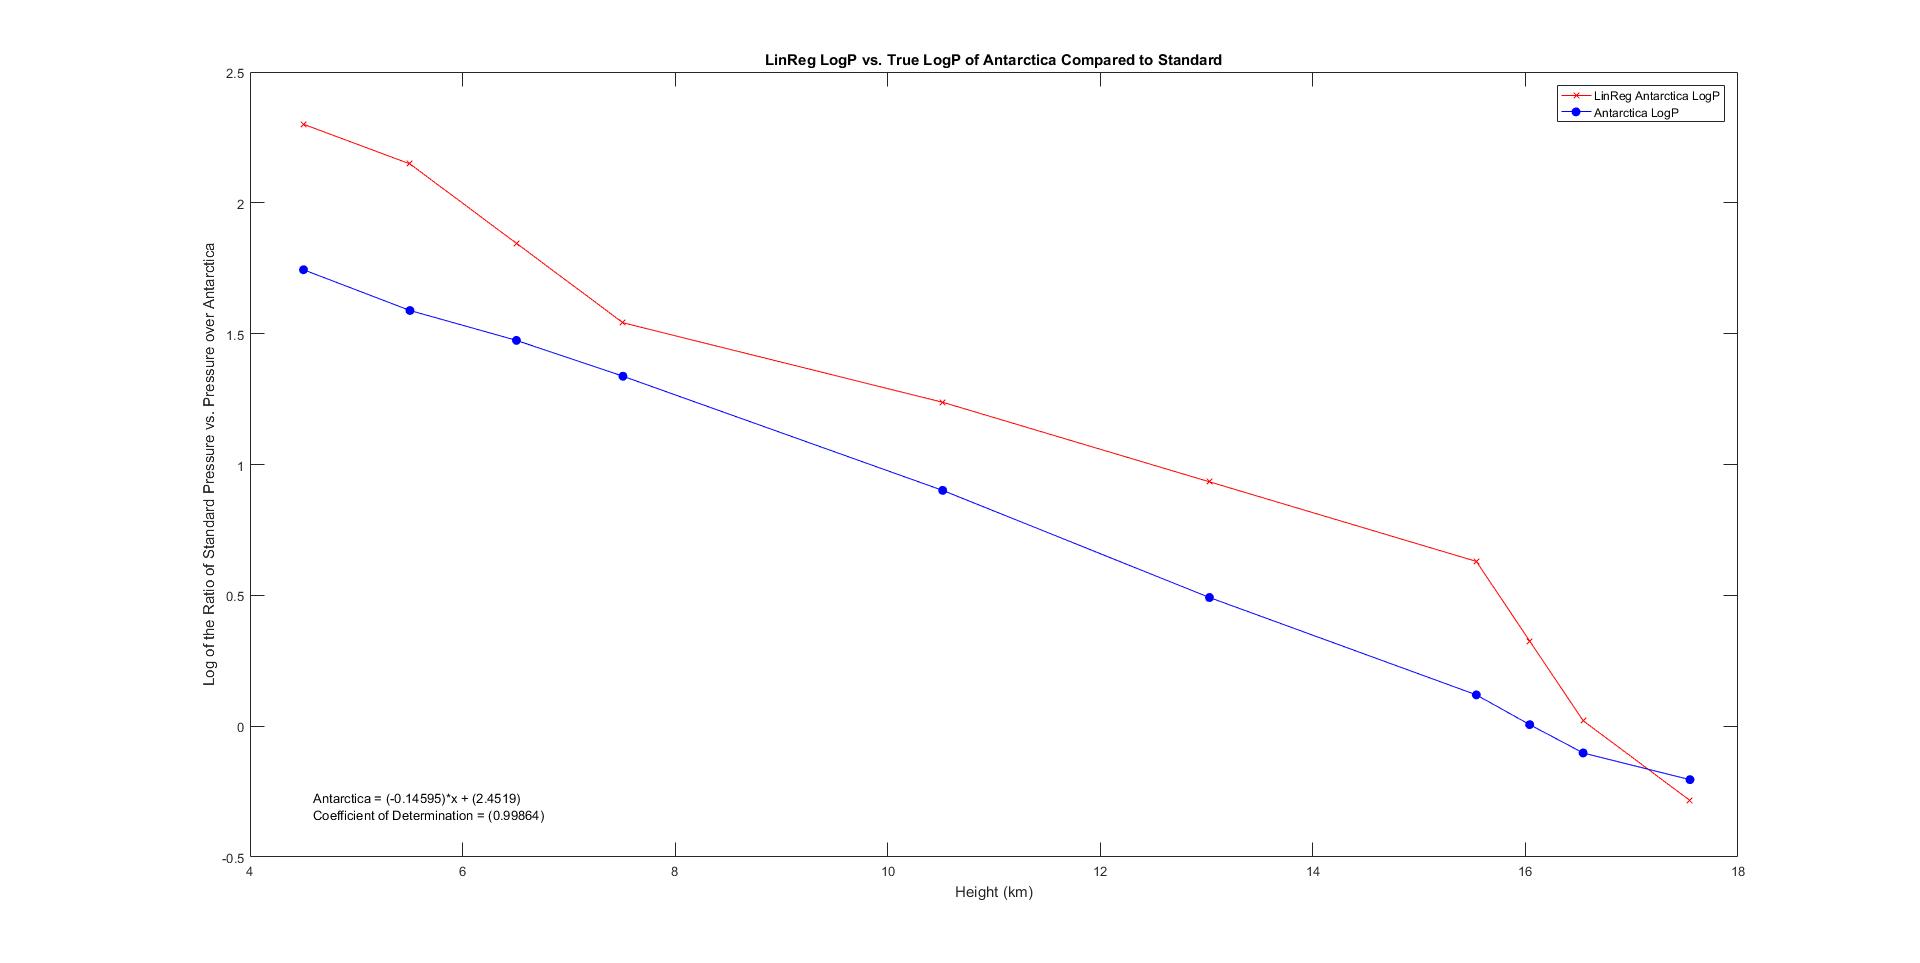 LinReg LogP vs. True LogP of Antarctica Compared to Standard
2.5
2
1.5
1
0.5
0
-0.5
Log of the Ratio of Standard Pressure vs. Pressure over Antarctica
LinReg Antarctica LogP
Antarctica LogP
Antarctica = (-0.14595)*x + (2.4519)
Coefficient of Determination = (0.99864)
4 6 8 10 12 14 16 18
Height (km)